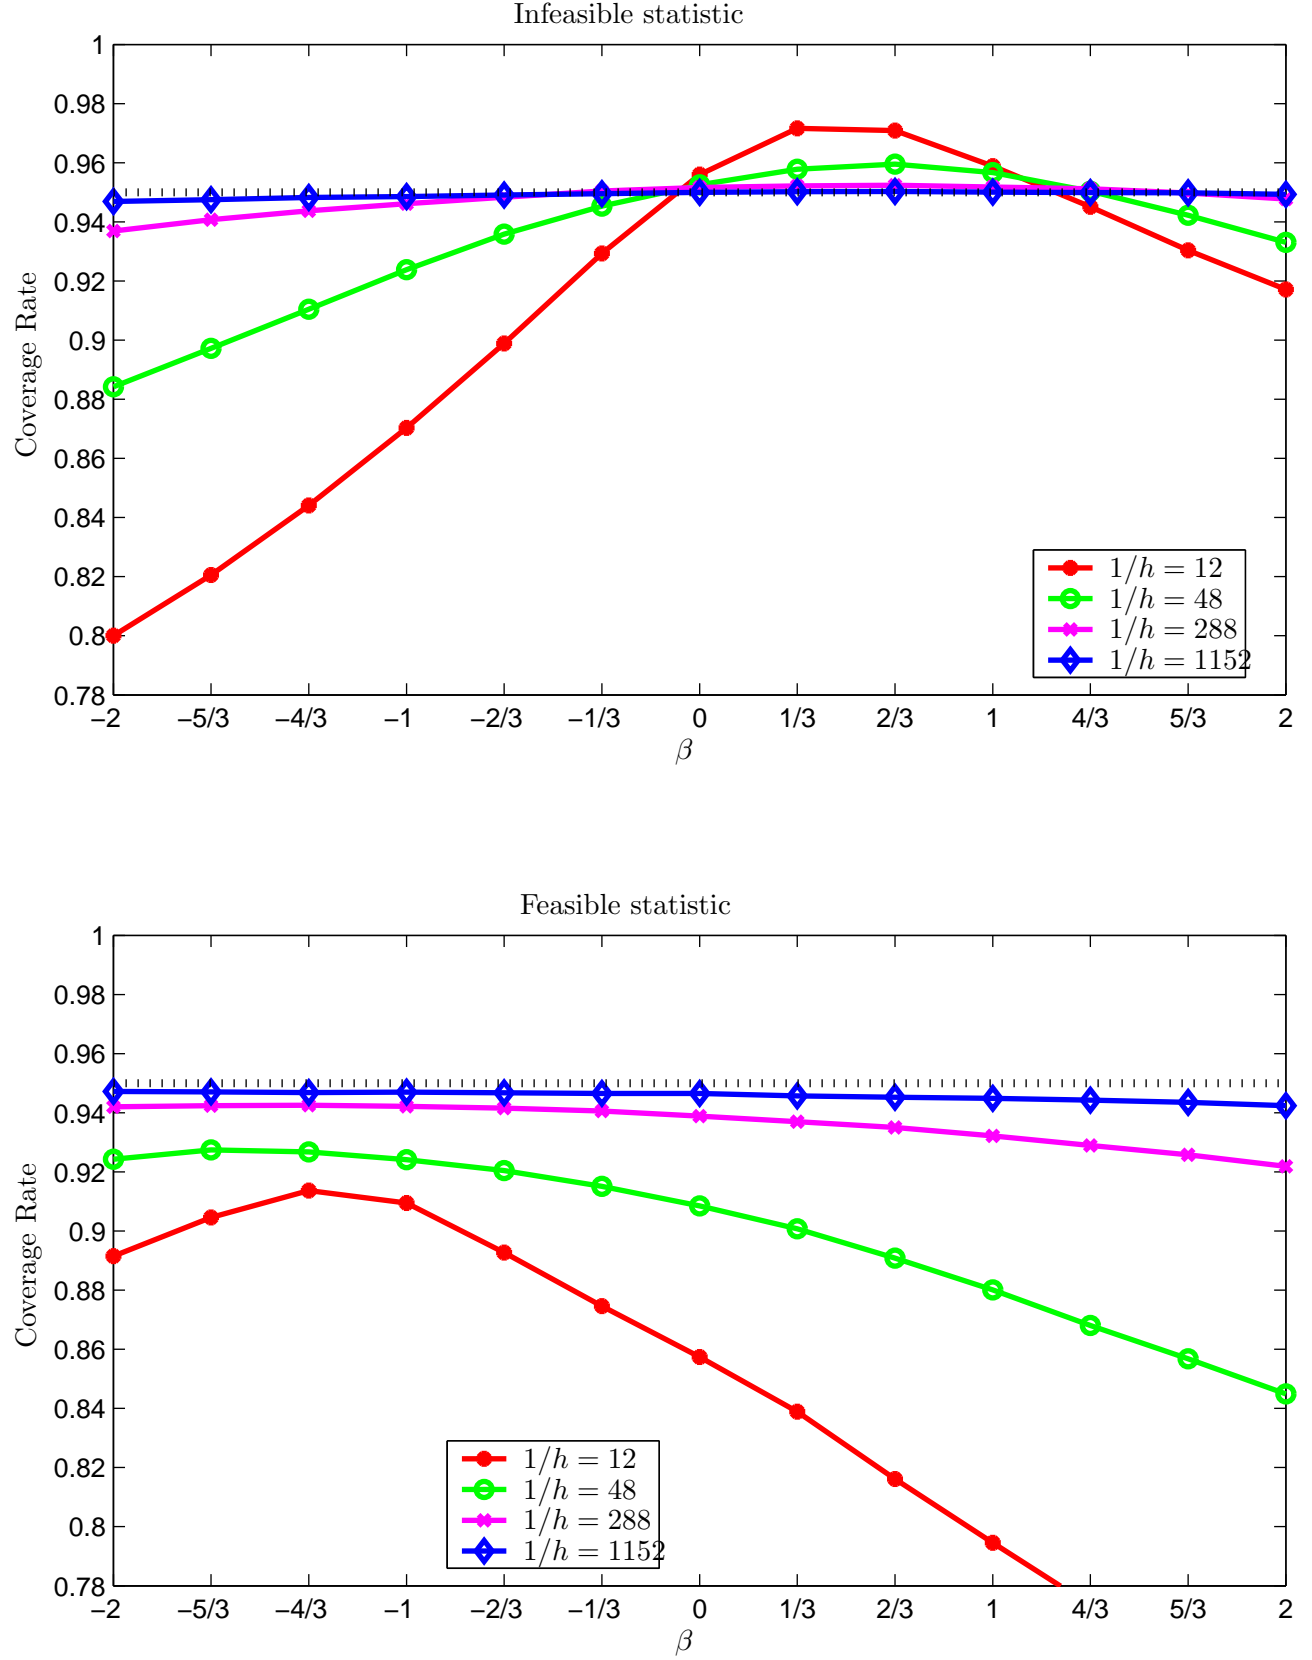 Infeasible statistic
1
0.98
0.96
0.94
0.92
0.9
0.88
0.86
0.84
0.82
0.8
0.78
Coverage Rate
−2 −5/3 −4/3 −1 −2/3 −1/3 0 1/3 2/3 1 4/3 5/3 2
β
1/h = 12
1/h = 48
1/h = 288
1/h = 1152
Feasible statistic
1
0.98
0.96
0.94
0.92
0.9
0.88
0.86
0.84
0.82
0.8
0.78
Coverage Rate
−2 −5/3 −4/3 −1 −2/3 −1/3 0 1/3 2/3 1 4/3 5/3 2
β
1/h = 12
1/h = 48
1/h = 288
1/h = 1152